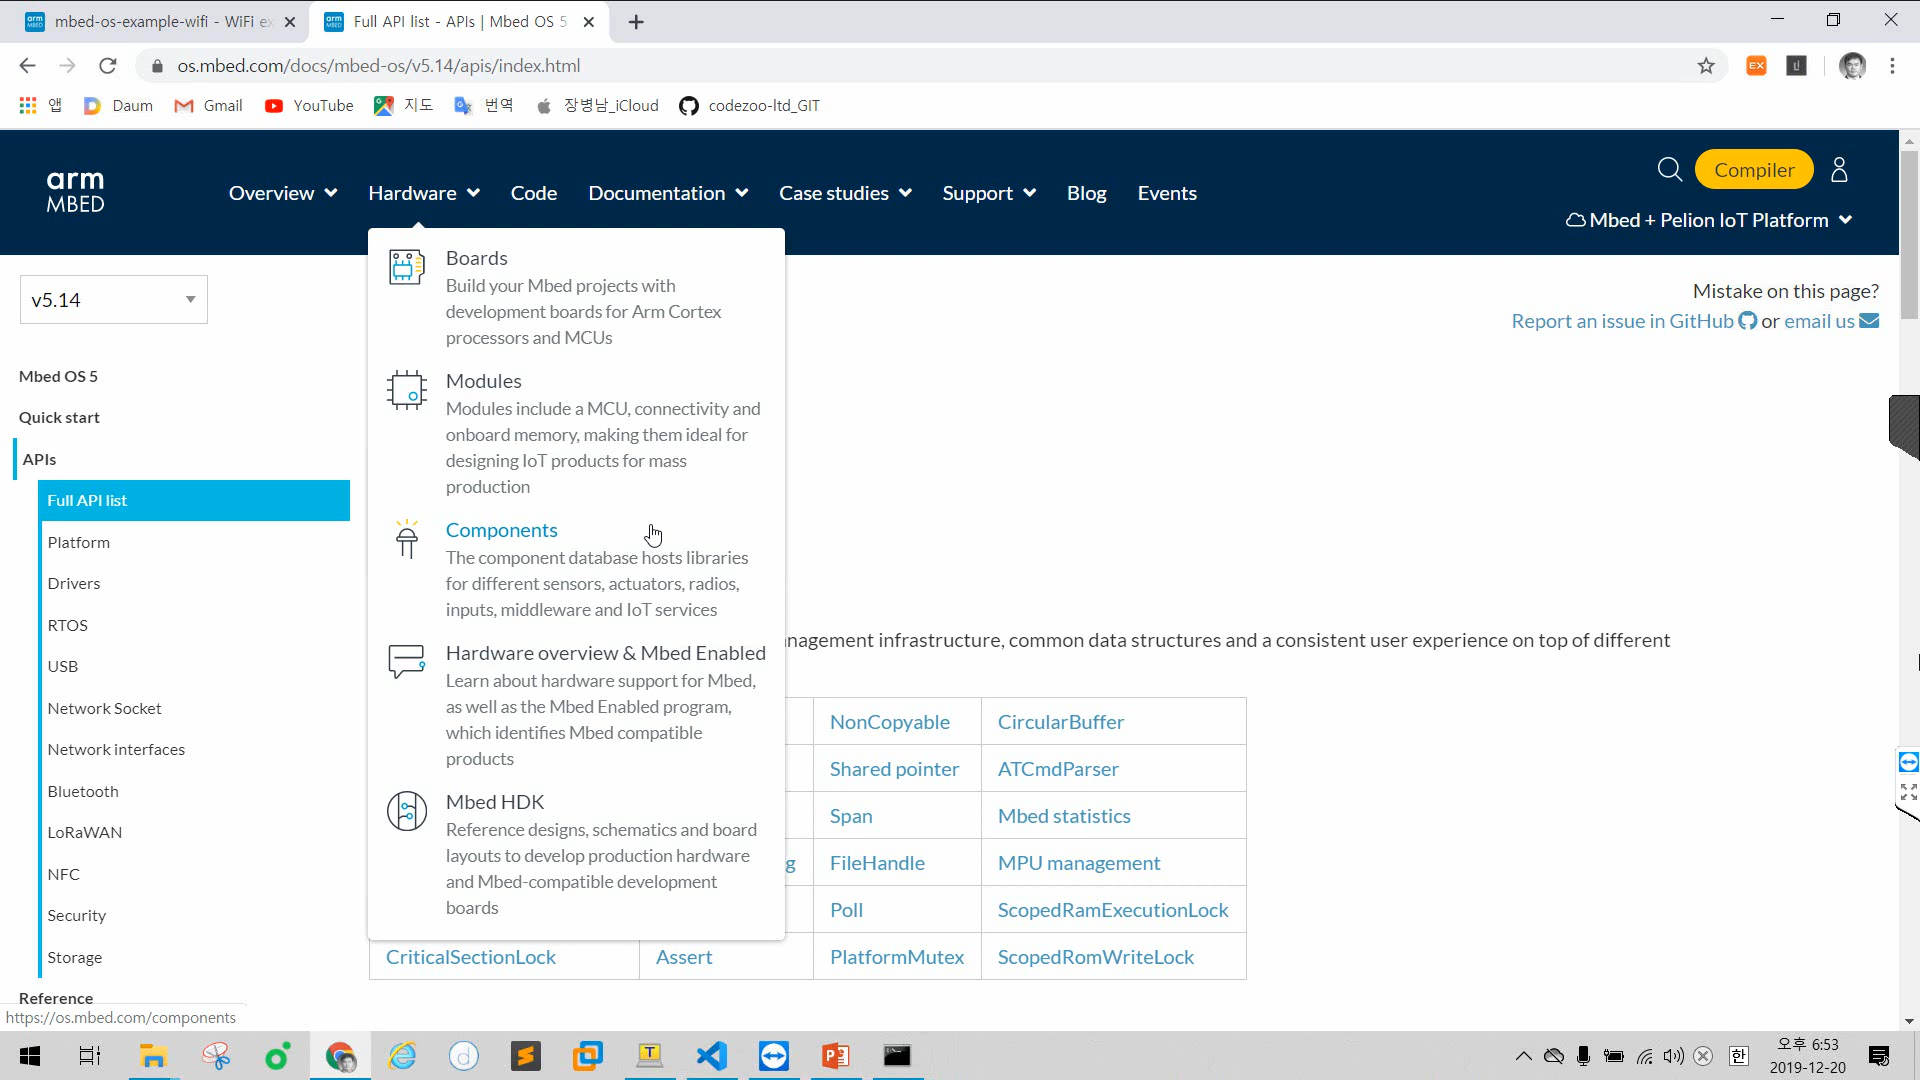 mbed-os-example-wifi - WiFi ex
Full API list - APIs | Mbed OS 5
os.mbed.com/docs/mbed-os/v5.14/apis/index.html
앱
Daum
Gmail
YouTube
지도
번역
장병남_iCloud
codezoo-ltd_GIT
arm
MBED
Overview
Hardware
Code
Documentation
Case studies
Support
Blog
Events
Compiler
Mbed + Pelion IoT Platform
v5.14
Mistake on this page?
Report an issue in GitHub or email us
Mbed OS 5
Quick start
APIs
Full API list
Platform
Drivers
RTOS
USB
Network Socket
Network interfaces
Bluetooth
LoRaWAN
NFC
Security
Storage
Reference
https://os.mbed.com/components
Boards
Build your Mbed projects with
development boards for Arm Cortex
processors and MCUs
Modules
Modules include a MCU, connectivity and
onboard memory, making them ideal for
designing IoT products for mass
production
Components
The component database hosts libraries
for different sensors, actuators, radios,
inputs, middleware and IoT services
Hardware overview & Mbed Enabled
Learn about hardware support for Mbed,
as well as the Mbed Enabled program,
which identifies Mbed compatible
products
Mbed HDK
Reference designs, schematics and board
layouts to develop production hardware
and Mbed-compatible development
boards
nagement infrastructure, common data structures and a consistent user experience on top of different
NonCopyable
CircularBuffer
Shared pointer
ATCmdParser
Span
Mbed statistics
g
FileHandle
MPU management
Poll
ScopedRamExecutionLock
CriticalSectionLock
Assert
PlatformMutex
ScopedRomWriteLock
한
오후 6:53
2019-12-20